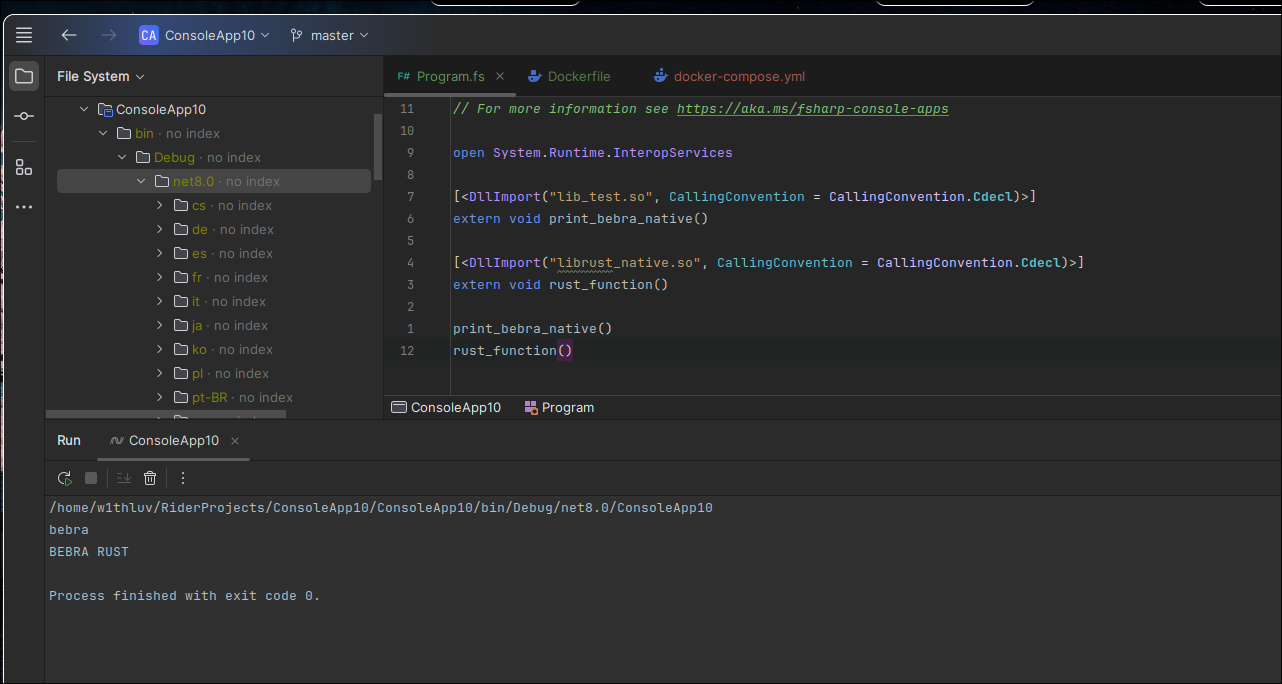 CA ConsoleApp10 master
File System
ConsoleApp10
bin · no index
Debug · no index
net8.0 · no index
cs · no index
de · no index
es · no index
fr · no index
it · no index
ja · no index
ko · no index
pl · no index
pt-BR · no index
F# Program.fs Dockerfile docker-compose.yml
11 // For more information see https://aka.ms/fsharp-console-apps
10
9 open System.Runtime.InteropServices
8
7 [<DllImport("lib_test.so", CallingConvention = CallingConvention.Cdecl)>]
6 extern void print_bebra_native()
5
4 [<DllImport("librust_native.so", CallingConvention = CallingConvention.Cdecl)>]
3 extern void rust_function()
2
1 print_bebra_native()
12 rust_function()
ConsoleApp10 Program
Run ConsoleApp10
/home/w1thluv/RiderProjects/ConsoleApp10/ConsoleApp10/bin/Debug/net8.0/ConsoleApp10
bebra
BEBRA RUST
Process finished with exit code 0.